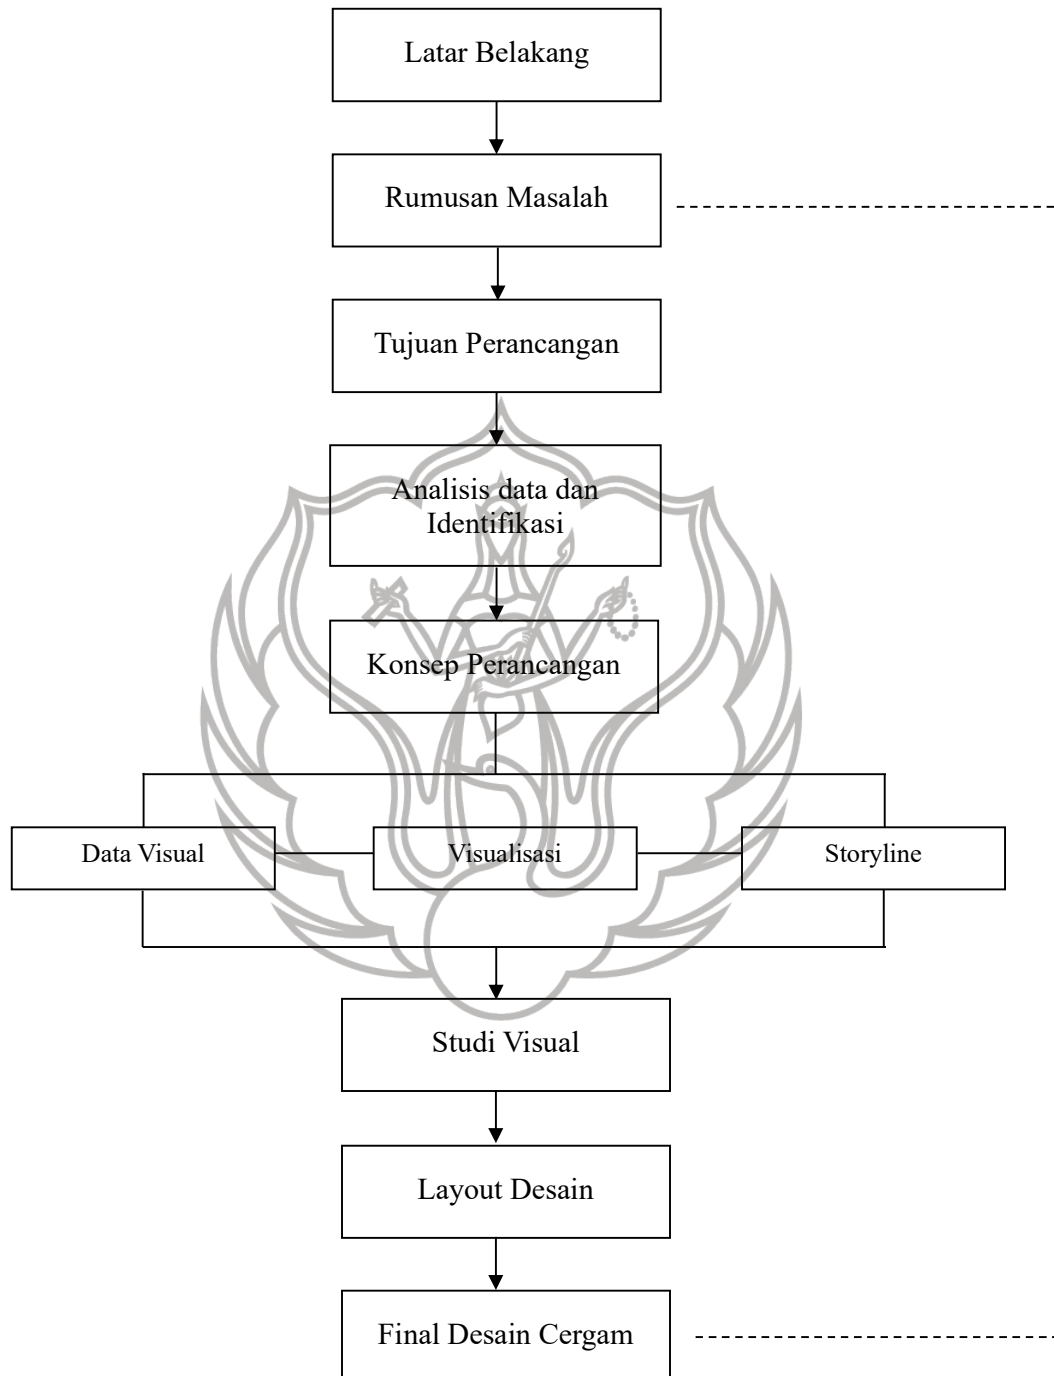 Latar Belakang
Rumusan Masalah
Tujuan Perancangan
Analisis data dan
Identifikasi
Konsep Perancangan
Data Visual
Visualisasi
Storyline
Studi Visual
Layout Desain
Final Desain Cergam